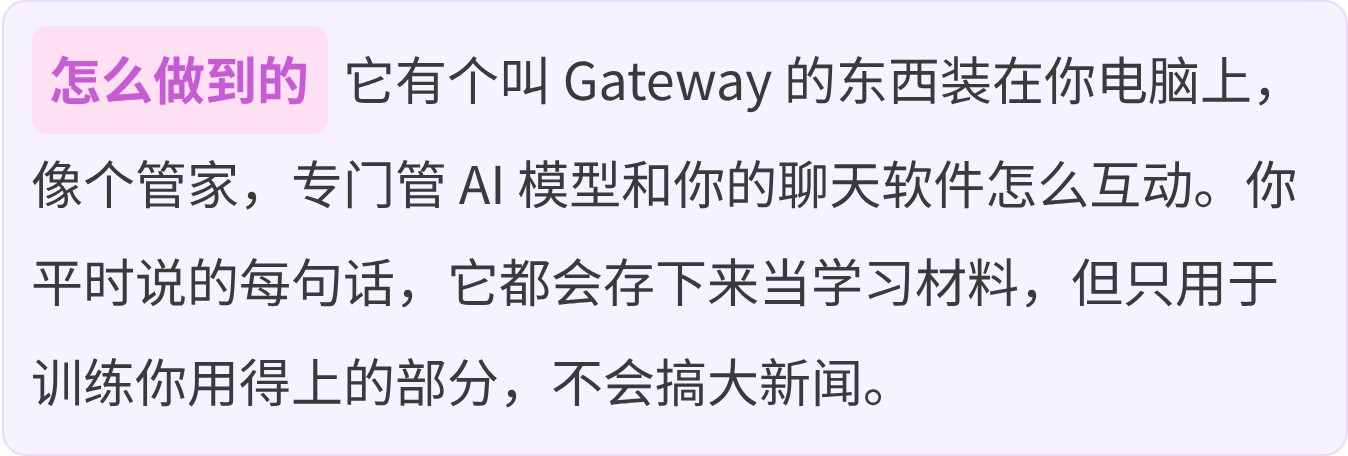 怎么做到的 它有个叫 Gateway 的东西装在你电脑上，
像个管家，专门管 AI 模型和你的聊天软件怎么互动。你
平时说的每句话，它都会存下来当学习材料，但只用于
训练你用得上的部分，不会搞大新闻。